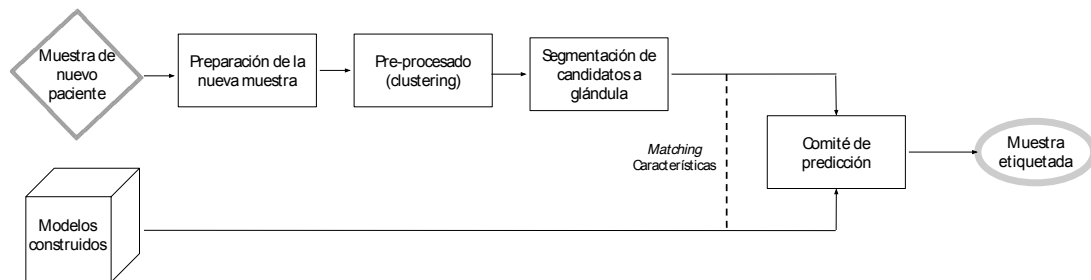 Muestra de
nuevo
paciente
Preparación de la
nueva muestra
Pre-procesado
(clustering)
Segmentación de
candidatos a
glándula
Matching
Características
Comité de
predicción
Muestra
etiquetada
Modelos
construidos